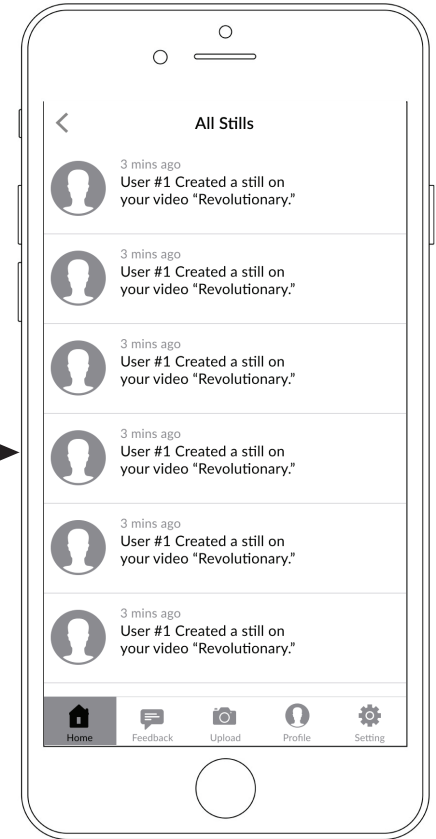 All Stills
3 mins ago
User #1 Created a still on
your video “Revolutionary.”
3 mins ago
User #1 Created a still on
your video “Revolutionary.”
3 mins ago
User #1 Created a still on
your video “Revolutionary.”
3 mins ago
User #1 Created a still on
your video “Revolutionary.”
3 mins ago
User #1 Created a still on
your video “Revolutionary.”
3 mins ago
User #1 Created a still on
your video “Revolutionary.”
Home Feedback Upload Profile Setting